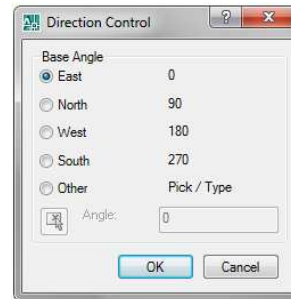 Direction Control
Base Angle
East 0
North 90
West 180
South 270
Other Pick / Type
Angle: 0
OK Cancel